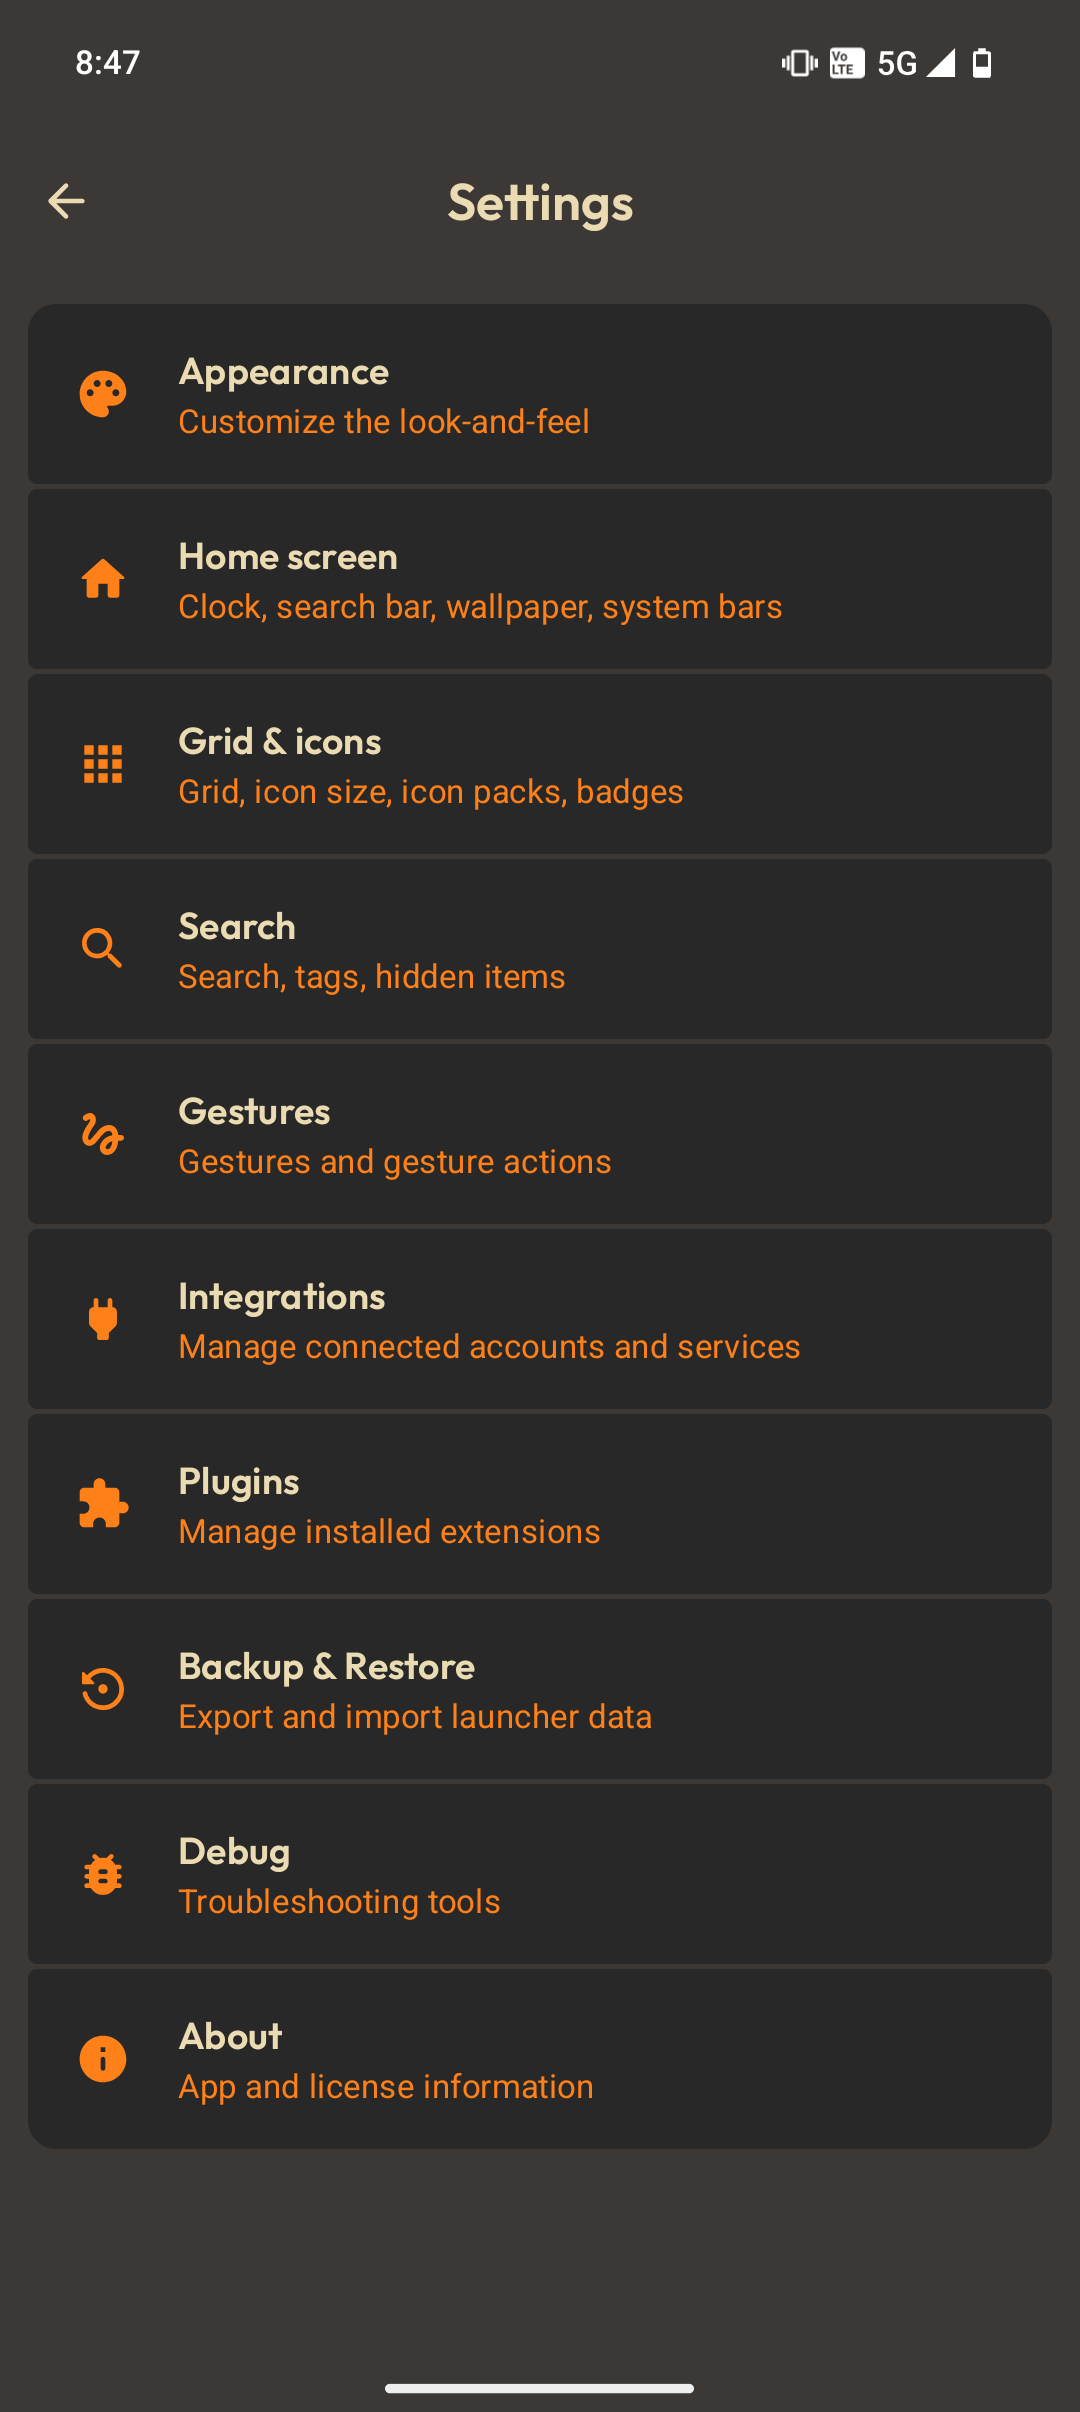 8:47
Vo
LTE
5G
Settings
Appearance
Customize the look-and-feel
Home screen
Clock, search bar, wallpaper, system bars
Grid & icons
Grid, icon size, icon packs, badges
Search
Search, tags, hidden items
Gestures
Gestures and gesture actions
Integrations
Manage connected accounts and services
Plugins
Manage installed extensions
Backup & Restore
Export and import launcher data
Debug
Troubleshooting tools
About
App and license information